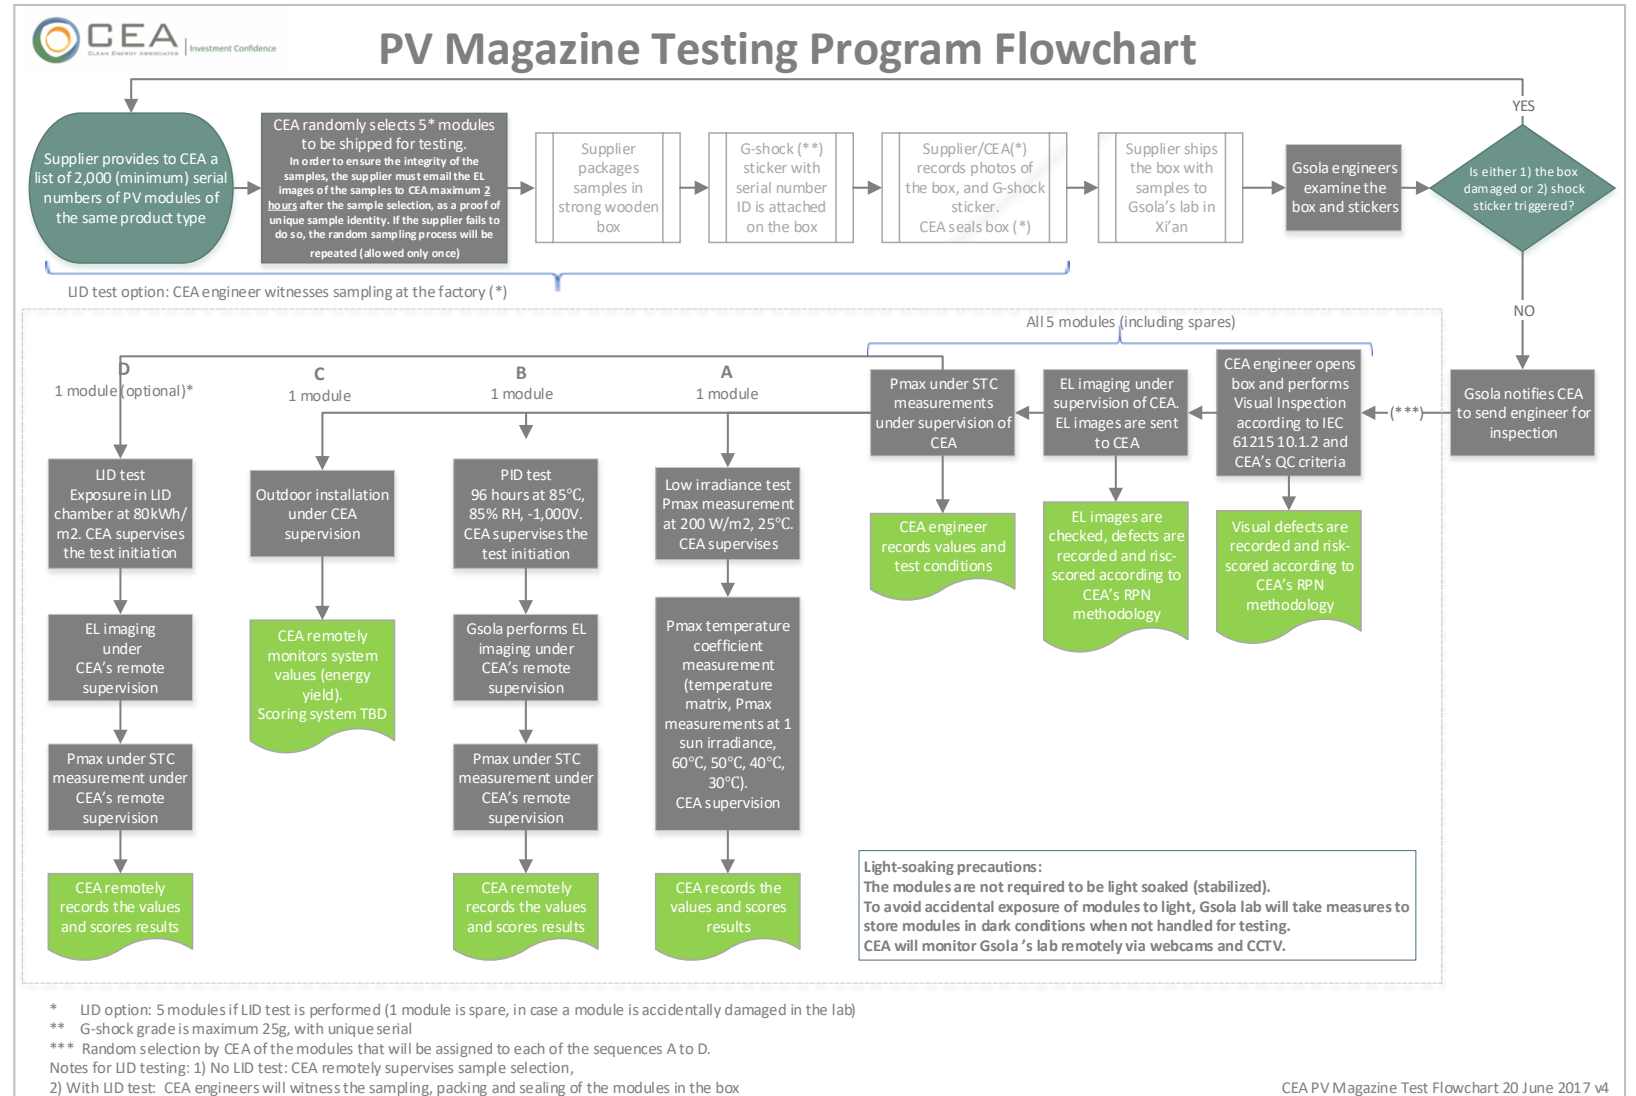 CEA
CLEAN ENERGY ASSOCIATES
Investment Confidence
PV Magazine Testing Program Flowchart
Supplier provides to CEA a
list of 2,000 (minimum) serial
numbers of PV modules of
the same product type
CEA randomly selects 5* modules
to be shipped for testing.
In order to ensure the integrity of the
samples, the supplier must email the EL
images of the samples to CEA maximum 2
hours after the sample selection, as a proof of
unique sample identity. If the supplier fails to
do so, the random sampling process will be
repeated (allowed only once)
Supplier
packages
samples in
strong wooden
box
G-shock (**)
sticker with
serial number
ID is attached
on the box
Supplier/CEA(*)
records photos of
the box, and G-shock
sticker.
CEA seals box (*)
Supplier ships
the box with
samples to
Gsola's lab in
Xi'an
Gsola engineers
examine the
box and stickers
YES
Is either 1) the box
damaged or 2) shock
sticker triggered?
NO
LID test option: CEA engineer witnesses sampling at the factory (*)
All 5 modules (including spares)
Gsola notifies CEA
to send engineer for
inspection
(***)
CEA engineer opens
box and performs
Visual Inspection
according to IEC
61215 10.1.2 and
CEA's QC criteria
EL imaging under
supervision of CEA.
EL images are sent
to CEA
Pmax under STC
measurements
under supervision of
CEA
Visual defects are
recorded and risk-
scored according to
CEA's RPN
methodology
EL images are
checked, defects are
recorded and risc-
scored according to
CEA's RPN
methodology
CEA engineer
records values and
test conditions
D
1 module (optional)*
C
1 module
B
1 module
A
1 module
LID test
Exposure in LID
chamber at 80kWh/
m2. CEA supervises
the test initiation
EL imaging
under
CEA's remote
supervision
Pmax under STC
measurement under
CEA's remote
supervision
CEA remotely
records the values
and scores results
Outdoor installation
under CEA
supervision
CEA remotely
monitors system
values (energy
yield).
Scoring system TBD
PID test
96 hours at 85°C,
85% RH, -1,000V.
CEA supervises the
test initiation
Gsola performs EL
imaging under
CEA's remote
supervision
Pmax under STC
measurement under
CEA's remote
supervision
CEA remotely
records the values
and scores results
Low irradiance test
Pmax measurement
at 200 W/m2, 25°C.
CEA supervises
Pmax temperature
coefficient
measurement
(temperature
matrix, Pmax
measurements at 1
sun irradiance,
60°C, 50°C, 40°C,
30°C).
CEA supervision
CEA records the
values and scores
results
Light-soaking precautions:
The modules are not required to be light soaked (stabilized).
To avoid accidental exposure of modules to light, Gsola lab will take measures to
store modules in dark conditions when not handled for testing.
CEA will monitor Gsola 's lab remotely via webcams and CCTV.
* LID option: 5 modules if LID test is performed (1 module is spare, in case a module is accidentally damaged in the lab)
** G-shock grade is maximum 25g, with unique serial
*** Random selection by CEA of the modules that will be assigned to each of the sequences A to D.
Notes for LID testing: 1) No LID test: CEA remotely supervises sample selection,
2) With LID test: CEA engineers will witness the sampling, packing and sealing of the modules in the box
CEA PV Magazine Test Flowchart 20 June 2017 v4